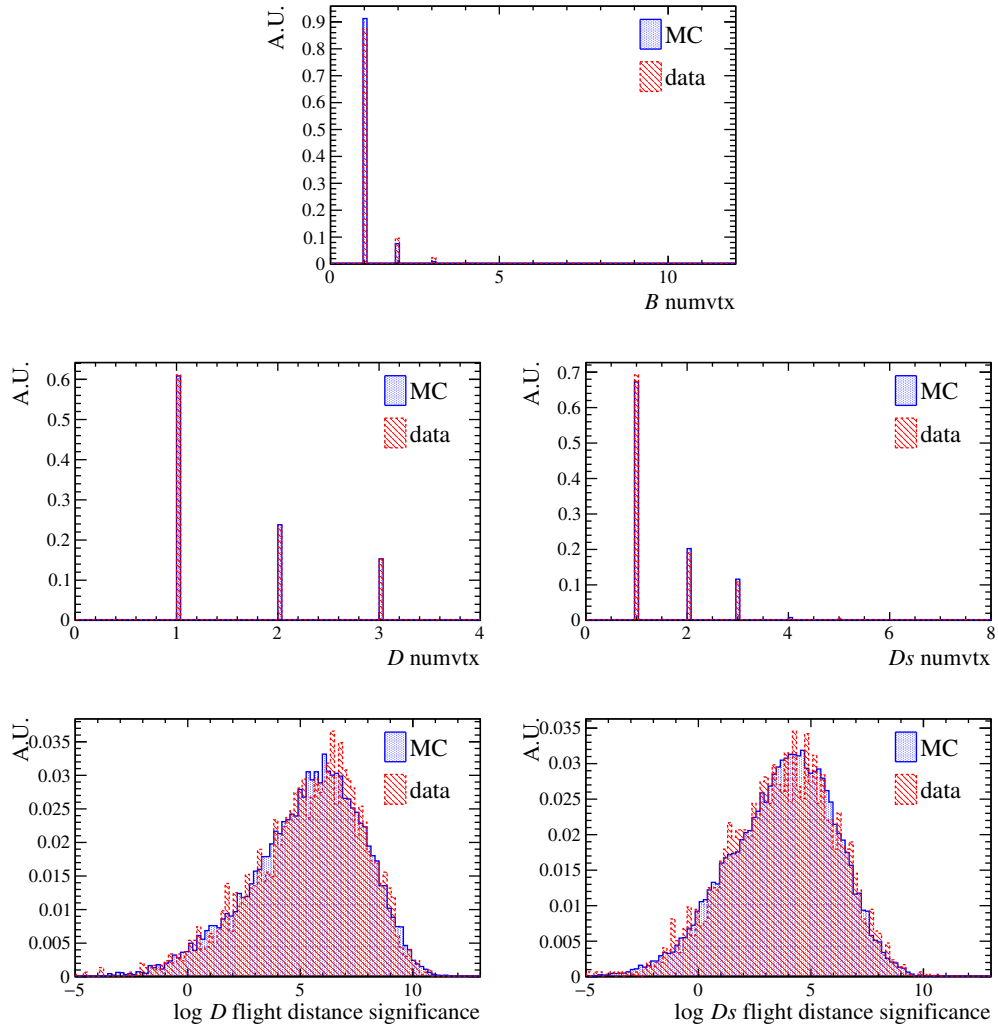 A.U.
0.9
0.8
0.7
0.6
0.5
0.4
0.3
0.2
0.1
0
MC
data
0 5 10
B numvtx
A.U.
0.6
0.5
0.4
0.3
0.2
0.1
0
MC
data
0 1 2 3 4
D numvtx
A.U.
0.7
0.6
0.5
0.4
0.3
0.2
0.1
0
MC
data
0 2 4 6 8
Ds numvtx
A.U.
0.035
0.03
0.025
0.02
0.015
0.01
0.005
0
MC
data
−5 0 5 10
log D flight distance significance
A.U.
0.035
0.03
0.025
0.02
0.015
0.01
0.005
0
MC
data
−5 0 5 10
log Ds flight distance significance